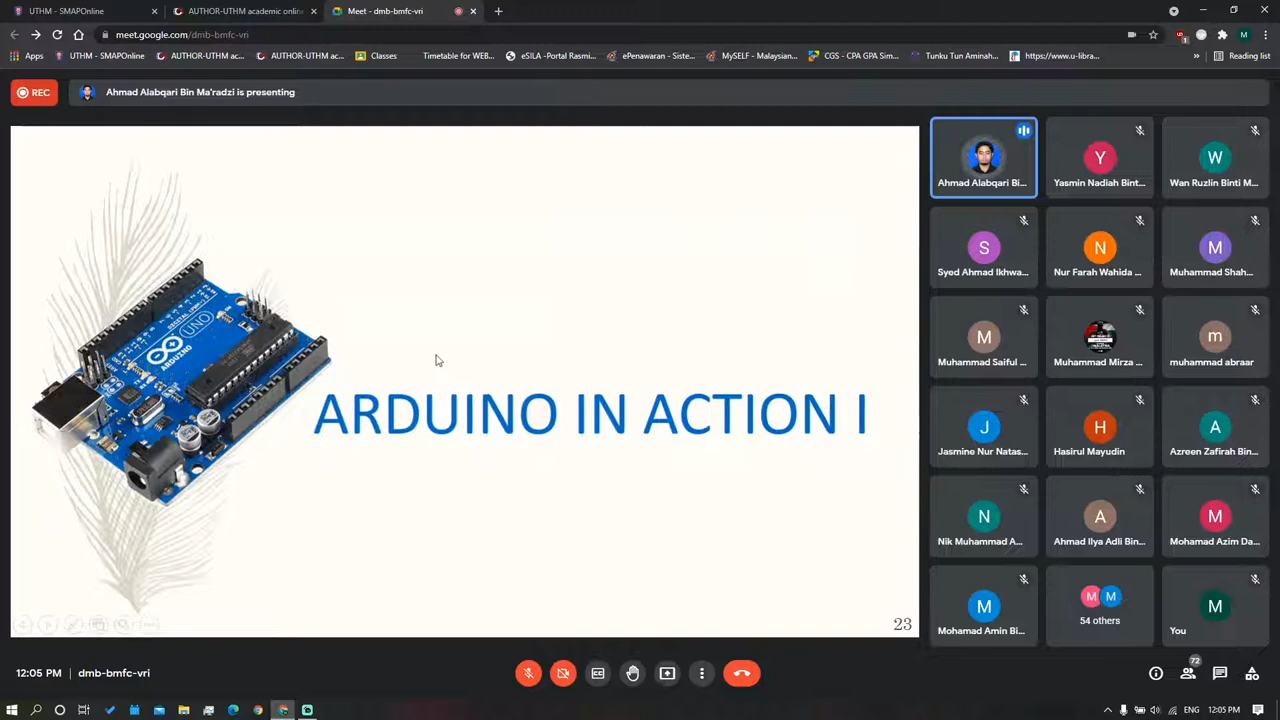 UTHM - SMAPOnline
AUTHOR-UTHM academic onlin
Meet - dmb-bmfc-vri
meet.google.com/dmb-bmfc-vri
Apps
UTHM - SMAPOnline
AUTHOR-UTHM ac...
AUTHOR-UTHM ac...
Classes
Timetable for WEB...
eSILA -Portal Rasmi...
ePenawaran - Siste...
MySELF - Malaysian...
CGS - CPA GPA Sim...
Tunku Tun Aminah...
https://www.u-libra...
Reading list
REC
Ahmad Alabqari Bin Ma'radzi is presenting
ARDUINO
UNO
ARDUINO IN ACTION I
23
Ahmad Alabqari Bi...
Y
Yasmin Nadiah Bint...
W
Wan Ruzlin Binti M...
S
Syed Ahmad Ikhwa...
N
Nur Farah Wahida ...
M
Muhammad Shah...
M
Muhammad Saiful ...
Muhammad Mirza ...
m
muhammad abraar
J
Jasmine Nur Natas...
H
Hasirul Mayudin
A
Azreen Zafirah Bin...
N
Nik Muhammad A...
A
Ahmad Ilya Adli Bin...
M
Mohamad Azim Da...
M
Mohamad Amin Bi...
M M
54 others
M
You
12:05 PM
dmb-bmfc-vri
72
ENG
12:05 PM